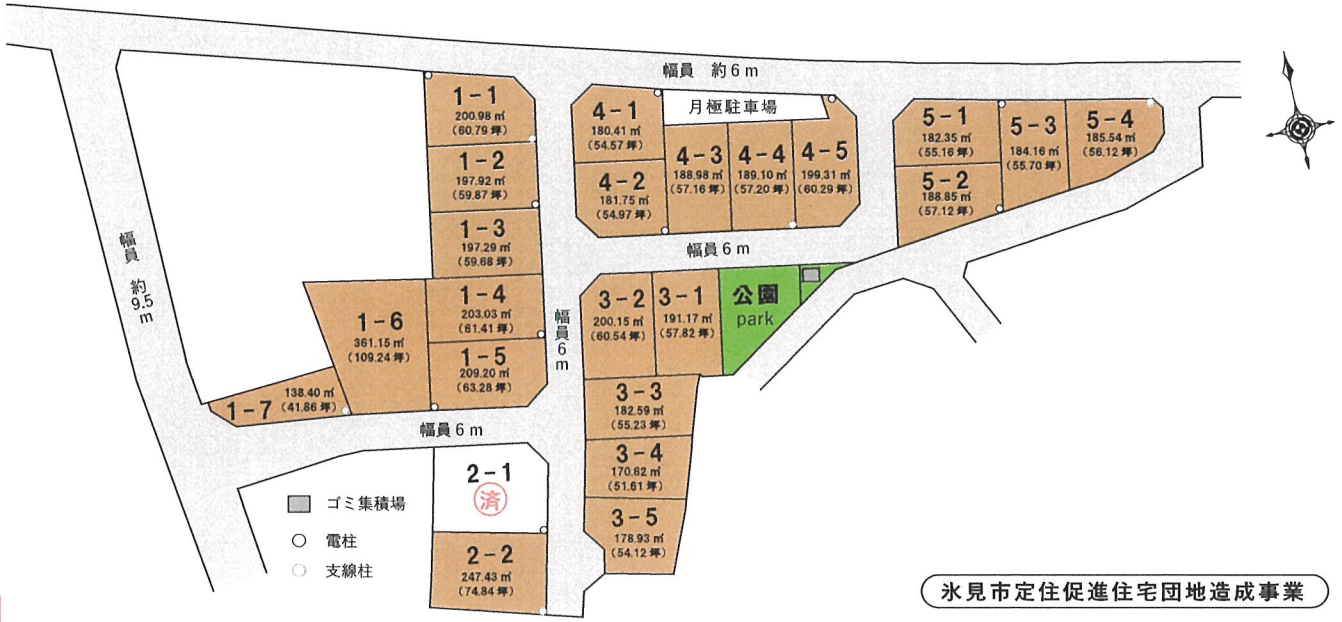 幅員 約6m
1-1
200.98㎡
(60.79坪)
1-2
197.92㎡
(59.87坪)
1-3
197.29㎡
(59.68坪)
1-4
203.03㎡
(61.41坪)
1-5
209.20㎡
(63.28坪)
1-6
361.15㎡
(109.24坪)
1-7
138.40㎡
(41.86坪)
幅員 約9.5m
幅員6m
幅員6m
2-1
済
2-2
247.43㎡
(74.84坪)
4-1
180.41㎡
(54.57坪)
4-2
181.75㎡
(54.97坪)
月極駐車場
4-3
188.98㎡
(57.16坪)
4-4
189.10㎡
(57.20坪)
4-5
199.31㎡
(60.29坪)
幅員6m
5-1
182.35㎡
(55.16坪)
5-2
188.85㎡
(57.12坪)
5-3
184.16㎡
(55.70坪)
5-4
185.54㎡
(56.12坪)
3-2
200.15㎡
(60.54坪)
3-1
191.17㎡
(57.82坪)
公園
park
3-3
182.59㎡
(55.23坪)
3-4
170.62㎡
(51.61坪)
3-5
178.93㎡
(54.12坪)
ゴミ集積場
電柱
支線柱
氷見市定住促進住宅団地造成事業